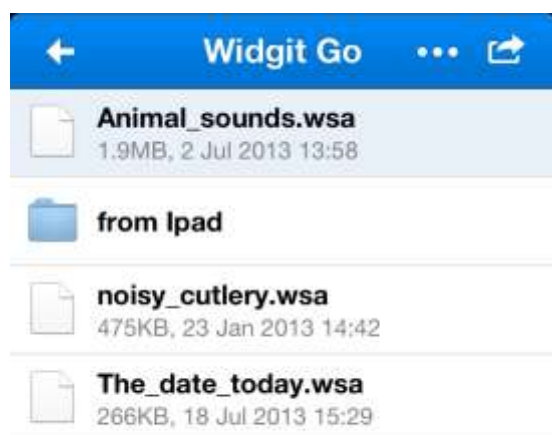 Widgit Go
Animal_sounds.wsa
1.9MB, 2 Jul 2013 13:58
from Ipad
noisy_cutlery.wsa
475KB, 23 Jan 2013 14:42
The_date_today.wsa
266KB, 18 Jul 2013 15:29